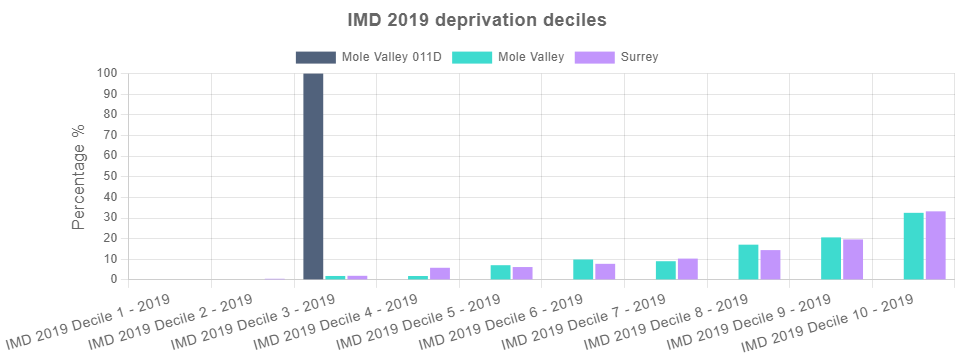 IMD 2019 deprivation deciles
Mole Valley 011D
Mole Valley
Surrey
Percentage %
100
90
80
70
60
50
40
30
20
10
0
IMD 2019 Decile 1 - 2019
IMD 2019 Decile 2 - 2019
IMD 2019 Decile 3 - 2019
IMD 2019 Decile 4 - 2019
IMD 2019 Decile 5 - 2019
IMD 2019 Decile 6 - 2019
IMD 2019 Decile 7 - 2019
IMD 2019 Decile 8 - 2019
IMD 2019 Decile 9 - 2019
IMD 2019 Decile 10 - 2019